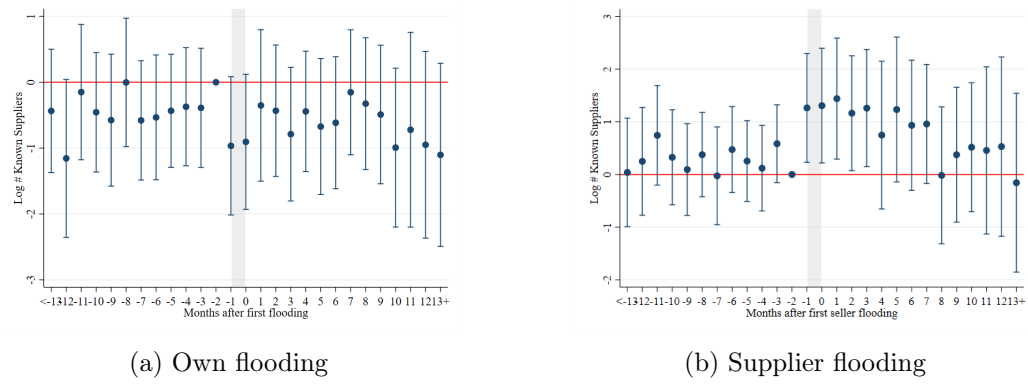 1
0
-1
-2
-3
Log # Known Suppliers
<-13-12-11-10 -9 -8 -7 -6 -5 -4 -3 -2 -1 0 1 2 3 4 5 6 7 8 9 10 11 1213+
Months after first flooding
(a) Own flooding
3
2
1
0
-1
-2
Log # Known Suppliers
<-13-12-11-10 -9 -8 -7 -6 -5 -4 -3 -2 -1 0 1 2 3 4 5 6 7 8 9 10 11 1213+
Months after first seller flooding
(b) Supplier flooding